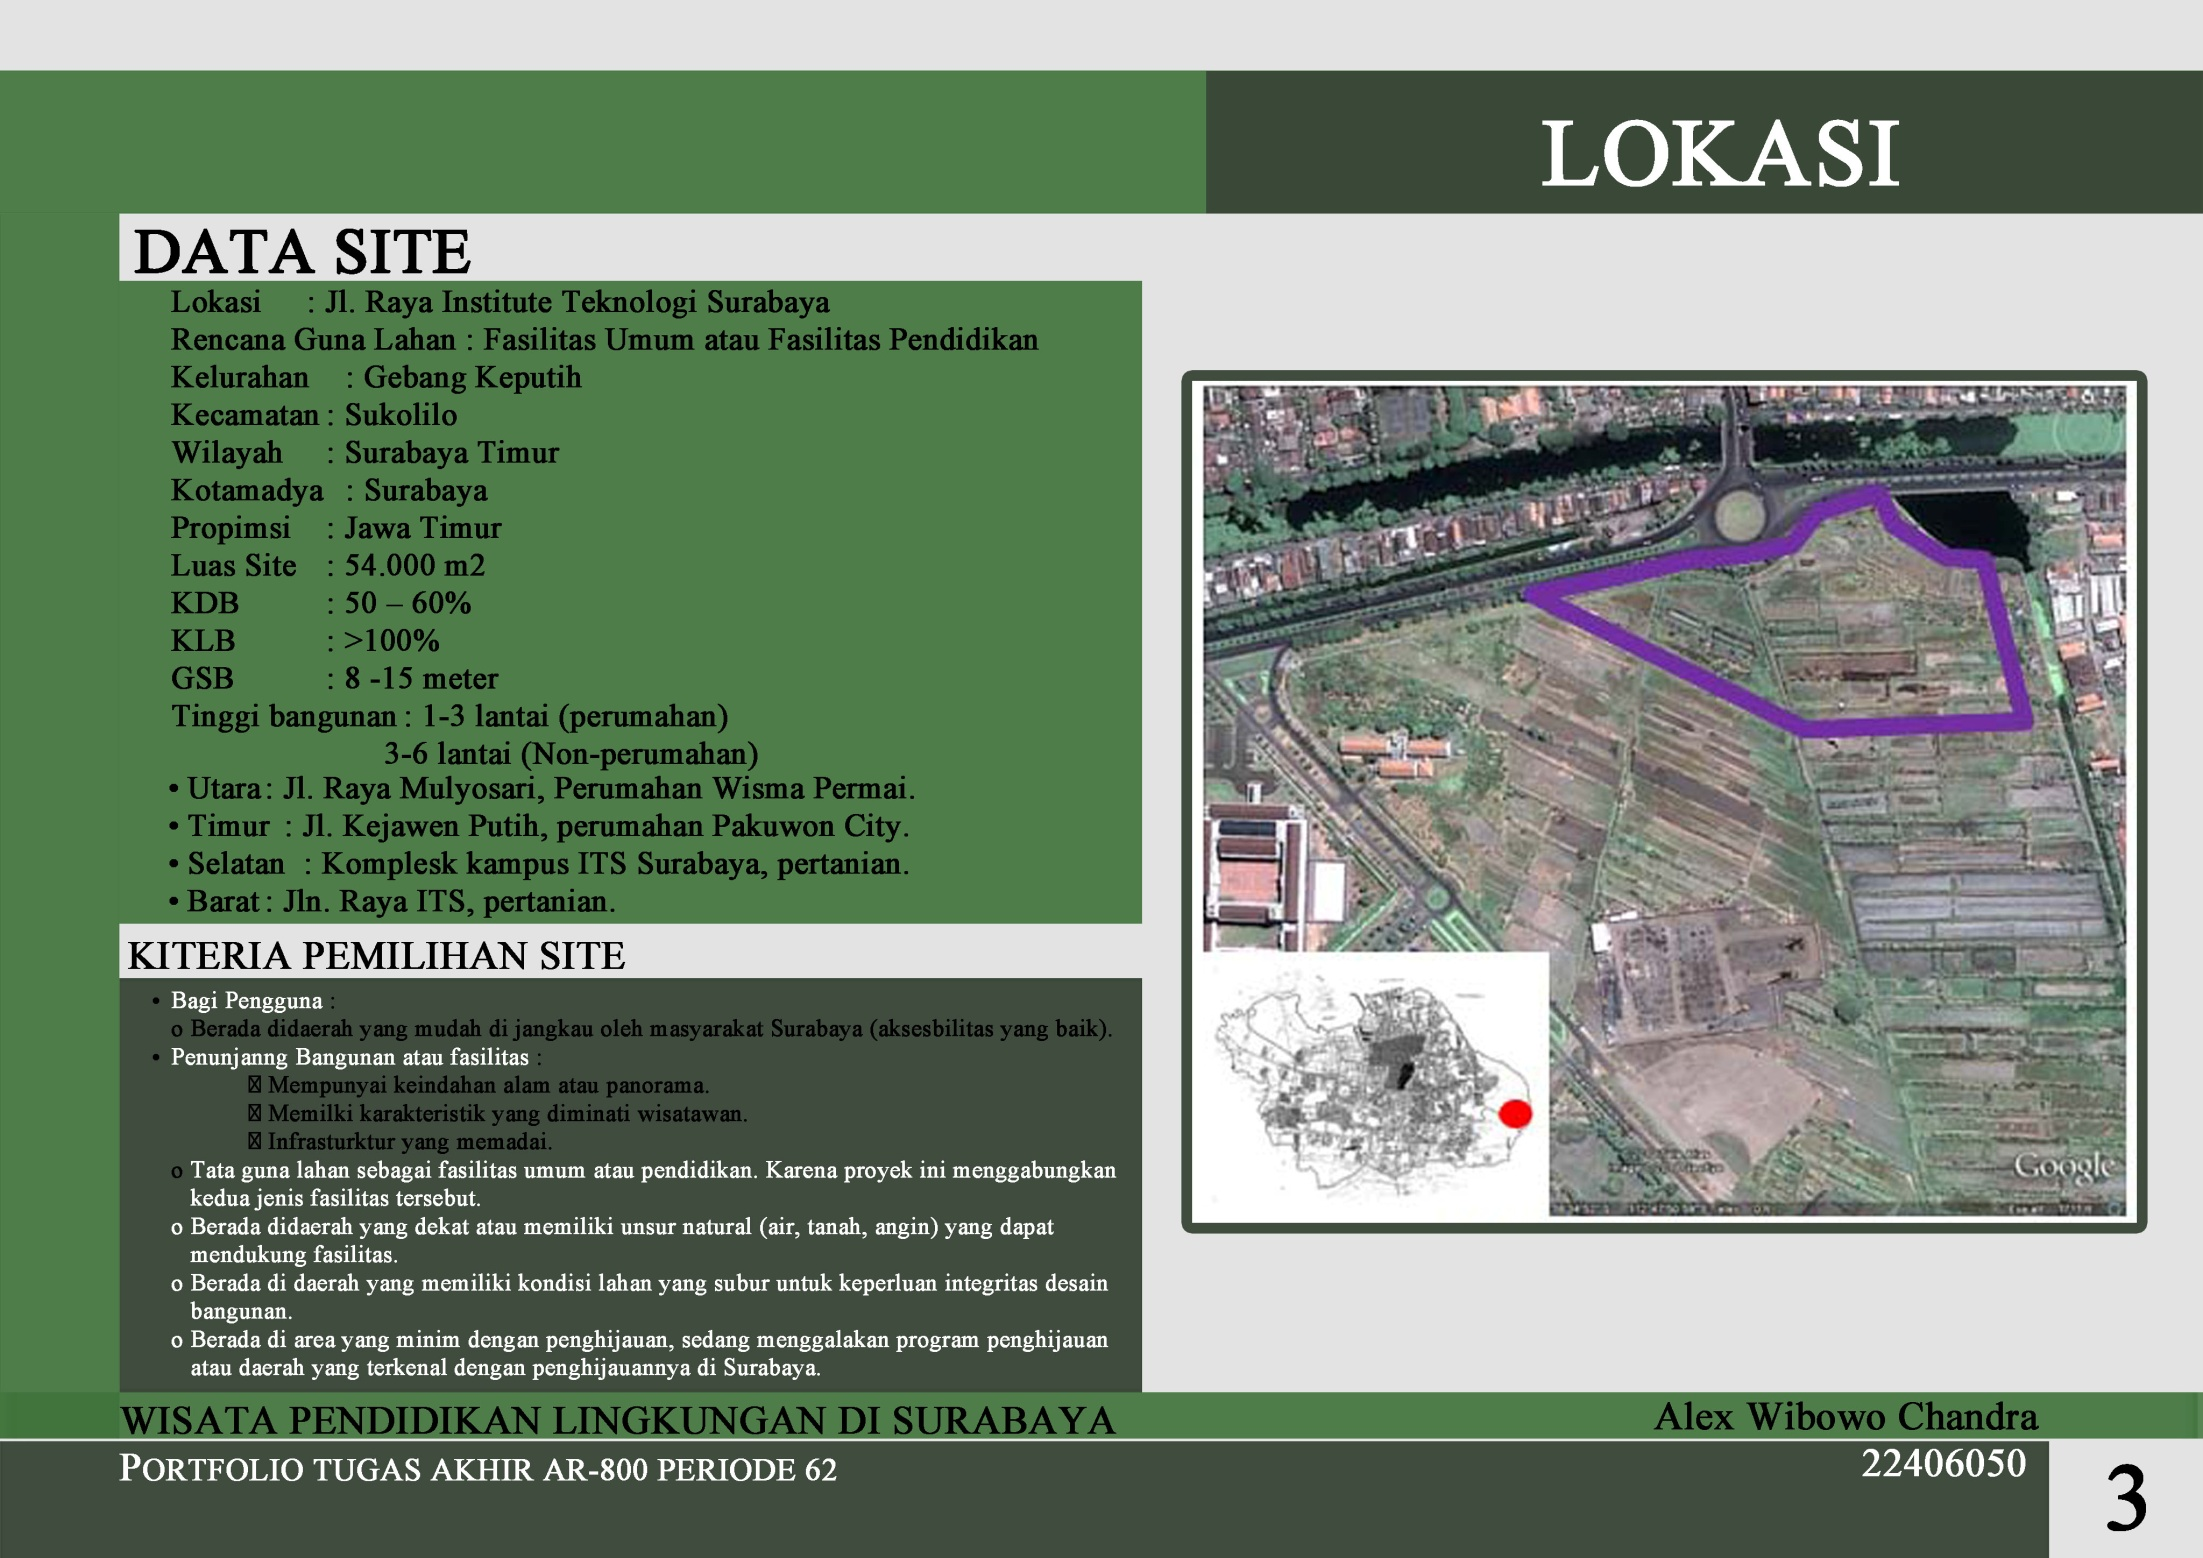 LOKASI
DATA SITE
Lokasi : Jl. Raya Institute Teknologi Surabaya
Rencana Guna Lahan : Fasilitas Umum atau Fasilitas Pendidikan
Kelurahan : Gebang Keputih
Kecamatan : Sukolilo
Wilayah : Surabaya Timur
Kotamadya : Surabaya
Propimsi : Jawa Timur
Luas Site : 54.000 m2
KDB : 50 – 60%
KLB : >100%
GSB : 8 -15 meter
Tinggi bangunan : 1-3 lantai (perumahan)
3-6 lantai (Non-perumahan)
• Utara : Jl. Raya Mulyosari, Perumahan Wisma Permai.
• Timur : Jl. Kejawen Putih, perumahan Pakuwon City.
• Selatan : Komplesk kampus ITS Surabaya, pertanian.
• Barat : Jln. Raya ITS, pertanian.
KITERIA PEMILIHAN SITE
• Bagi Pengguna :
o Berada didaerah yang mudah di jangkau oleh masyarakat Surabaya (aksesbilitas yang baik).
• Penunjanng Bangunan atau fasilitas :
Mempunyai keindahan alam atau panorama.
Memilki karakteristik yang diminati wisatawan.
Infrasturktur yang memadai.
o Tata guna lahan sebagai fasilitas umum atau pendidikan. Karena proyek ini menggabungkan
kedua jenis fasilitas tersebut.
o Berada didaerah yang dekat atau memiliki unsur natural (air, tanah, angin) yang dapat
mendukung fasilitas.
o Berada di daerah yang memiliki kondisi lahan yang subur untuk keperluan integritas desain
bangunan.
o Berada di area yang minim dengan penghijauan, sedang menggalakan program penghijauan
atau daerah yang terkenal dengan penghijauannya di Surabaya.
Google
WISATA PENDIDIKAN LINGKUNGAN DI SURABAYA
Alex Wibowo Chandra
PORTFOLIO TUGAS AKHIR AR-800 PERIODE 62
22406050
3